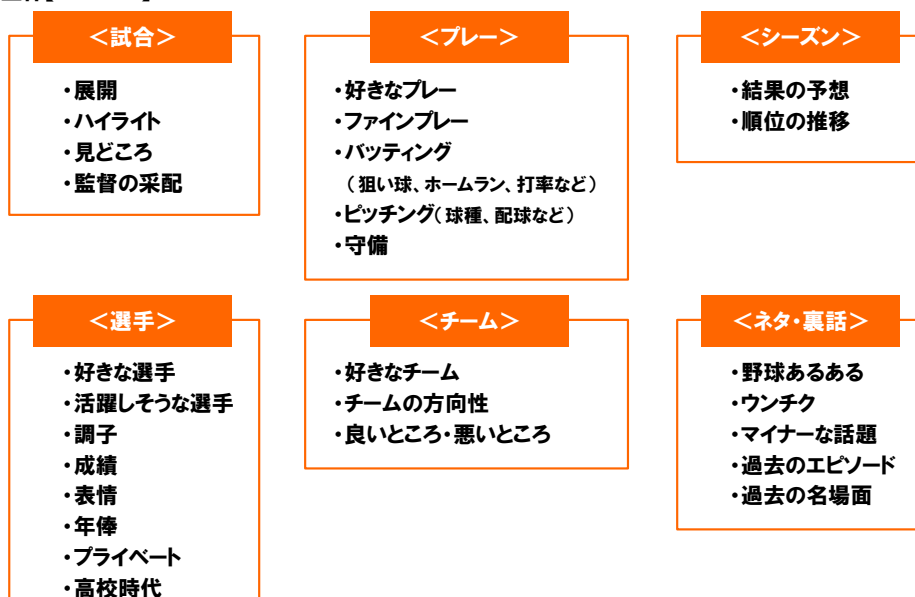 ＜試合＞
・展開
・ハイライト
・見どころ
・監督の采配
＜プレー＞
・好きなプレー
・ファインプレー
・バッティング
（狙い球、ホームラン、打率など）
・ピッチング（球種、配球など）
・守備
＜シーズン＞
・結果の予想
・順位の推移
＜選手＞
・好きな選手
・活躍しそうな選手
・調子
・成績
・表情
・年俸
・プライベート
・高校時代
＜チーム＞
・好きなチーム
・チームの方向性
・良いところ・悪いところ
＜ネタ・裏話＞
・野球あるある
・ウンチク
・マイナーな話題
・過去のエピソード
・過去の名場面